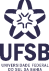 UFSB
UNIVERSIDADE FEDERAL
DO SUL DA BAHIA